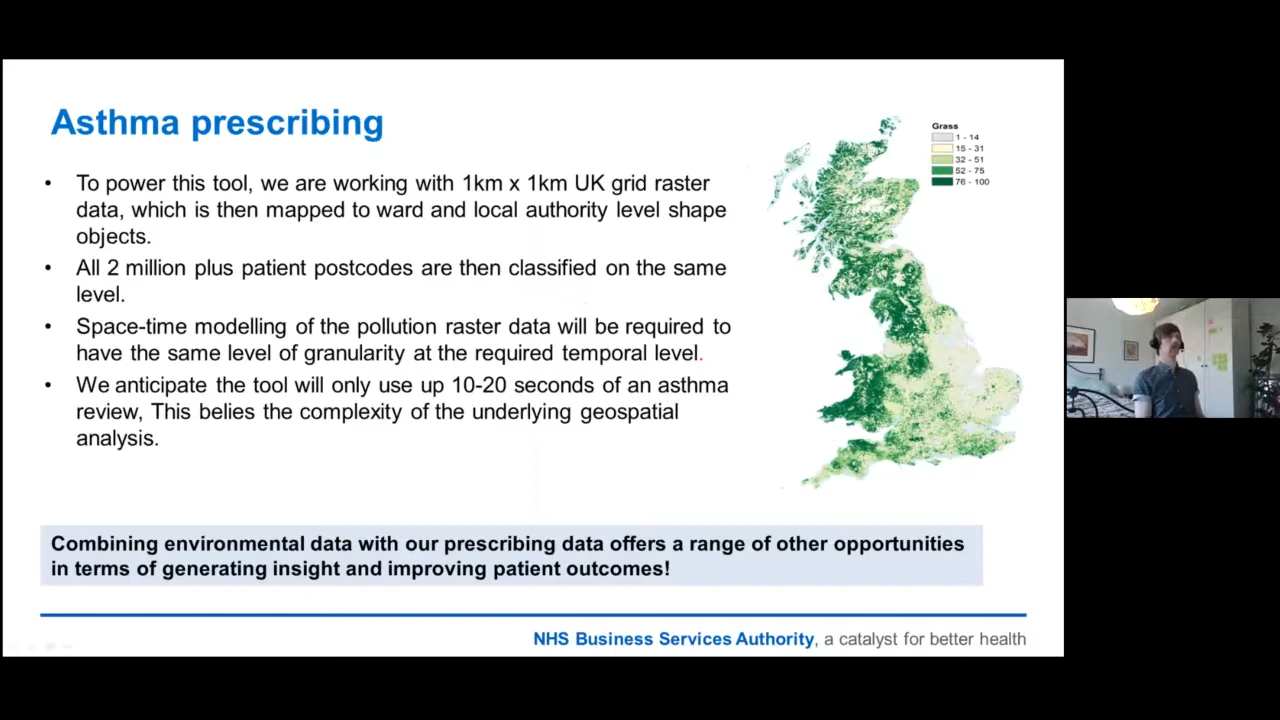 Asthma prescribing
• To power this tool, we are working with 1km x 1km UK grid raster
data, which is then mapped to ward and local authority level shape
objects.
• All 2 million plus patient postcodes are then classified on the same
level.
• Space-time modelling of the pollution raster data will be required to
have the same level of granularity at the required temporal level.
• We anticipate the tool will only use up 10-20 seconds of an asthma
review, This belies the complexity of the underlying geospatial
analysis.
Grass
1 - 14
15 - 31
32 - 51
52 - 75
76 - 100
Combining environmental data with our prescribing data offers a range of other opportunities
in terms of generating insight and improving patient outcomes!
NHS Business Services Authority, a catalyst for better health